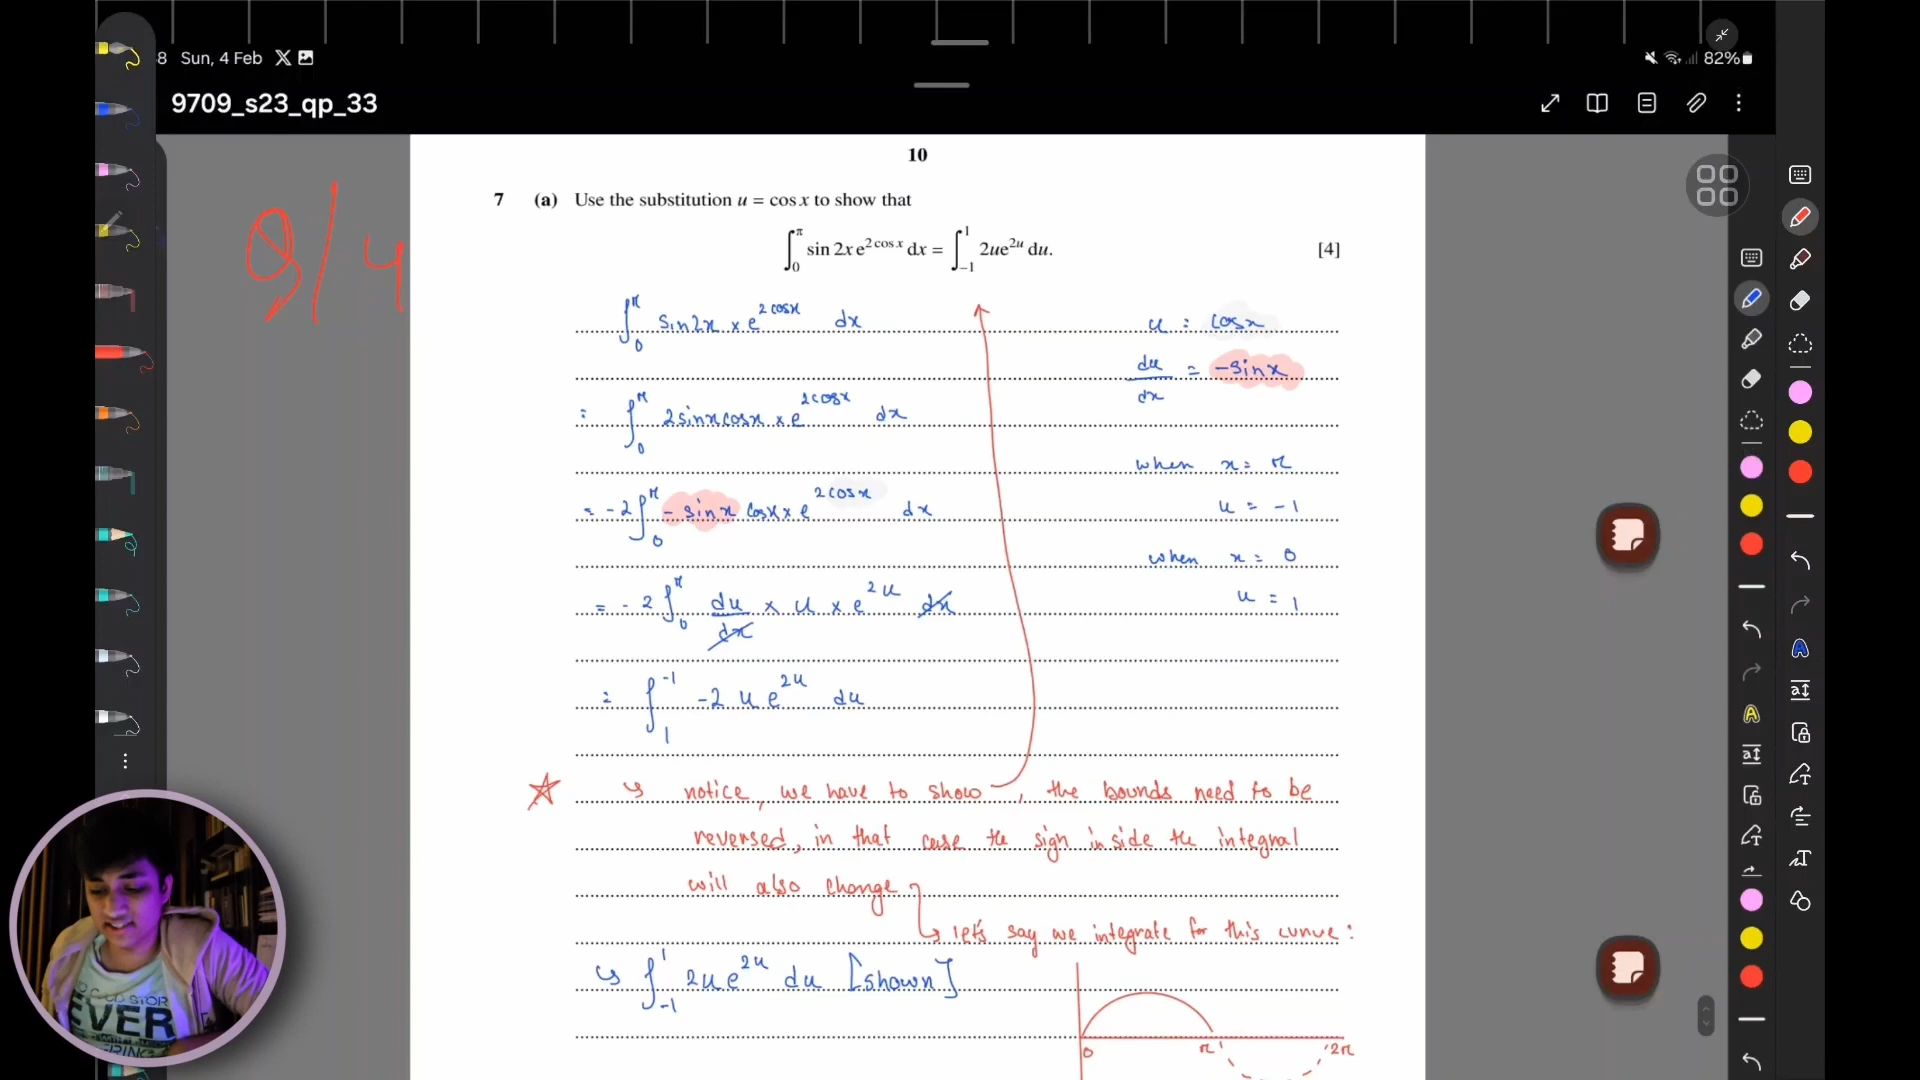 8 Sun, 4 Feb X 82%
9709_s23_qp_33
10
Q/4
7 (a) Use the substitution u = cos x to show that
∫₀^π sin 2x e^{2 cos x} dx = ∫₋₁^1 2ue^{2u} du. [4]
∫₀^π sin2x × e^{2cosx} dx
u = cosx
du/dx = -sinx
= ∫₀^π 2sinxcosx × e^{2cosx} dx
when x = π
= -2∫₀^π -sinx cosx × e^{2cosx} dx
u = -1
when x = 0
= -2∫₀^π du/dx × u × e^{2u} dx
u = 1
= ∫₁^{-1} -2 u e^{2u} du
↳ notice, we have to show, the bounds need to be
reversed, in that case the sign inside the integral
will also change
↳ let's say we integrate for this curve:
↳ ∫₋₁^1 2ue^{2u} du [shown]
0 π 2π
STOR
EVER